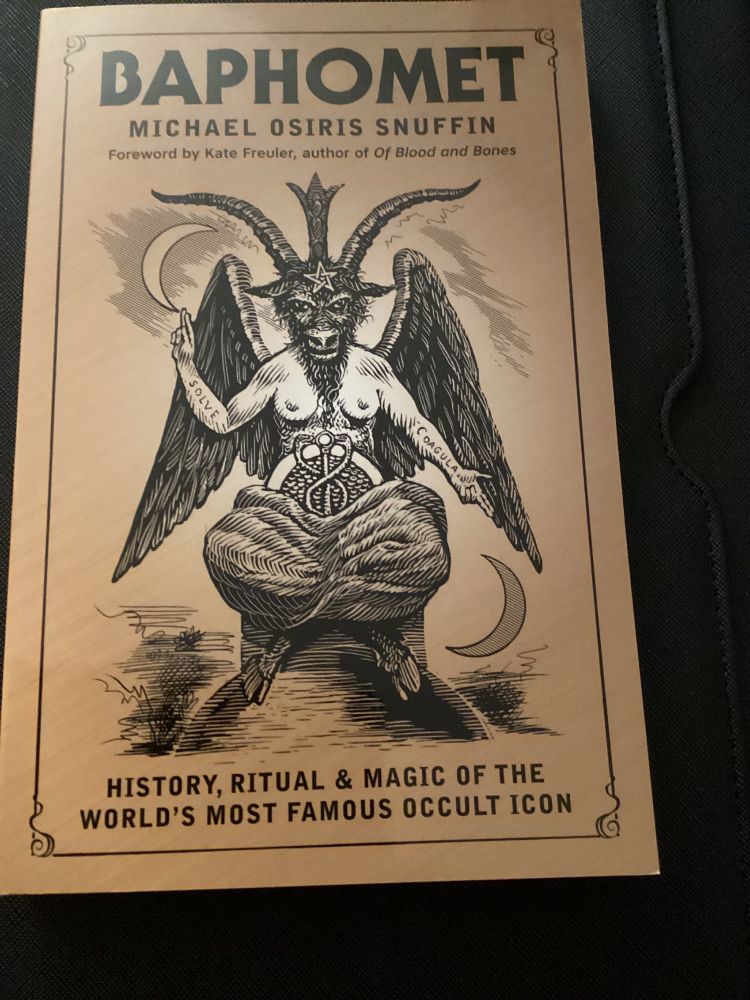 BAPHOMET
MICHAEL OSIRIS SNUFFIN
Foreword by Kate Freuler, author of Of Blood and Bones
SOLVE
COAGULA
HISTORY, RITUAL & MAGIC OF THE
WORLD'S MOST FAMOUS OCCULT ICON